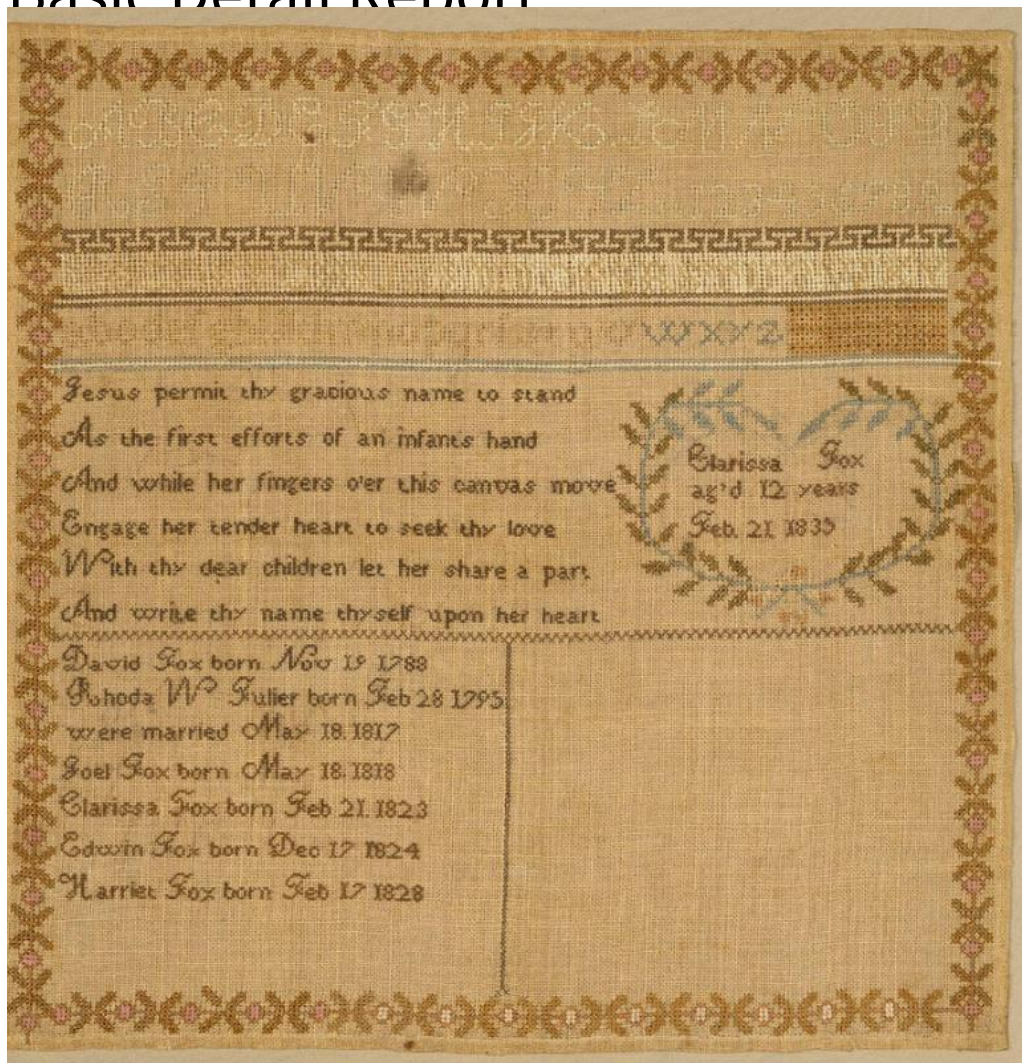 Basic Detail Report
W X Y Z
Jesus permit thy gracious name to stand
As the first efforts of an infants hand
And while her fingers o'er this canvas move
Engage her tender heart to seek thy love
With thy dear children let her share a part
And write thy name thyself upon her heart
Clarissa Fox
ag'd 12 years
Feb. 21 1835
David Fox born Nov 19 1788
Rhoda W Fuller born Feb 28 1795
were married May 18. 1817
Joel Fox born May 18. 1818
Clarissa Fox born Feb 21. 1823
Edwin Fox born Dec 17 1824
Harriet Fox born Feb 17 1828